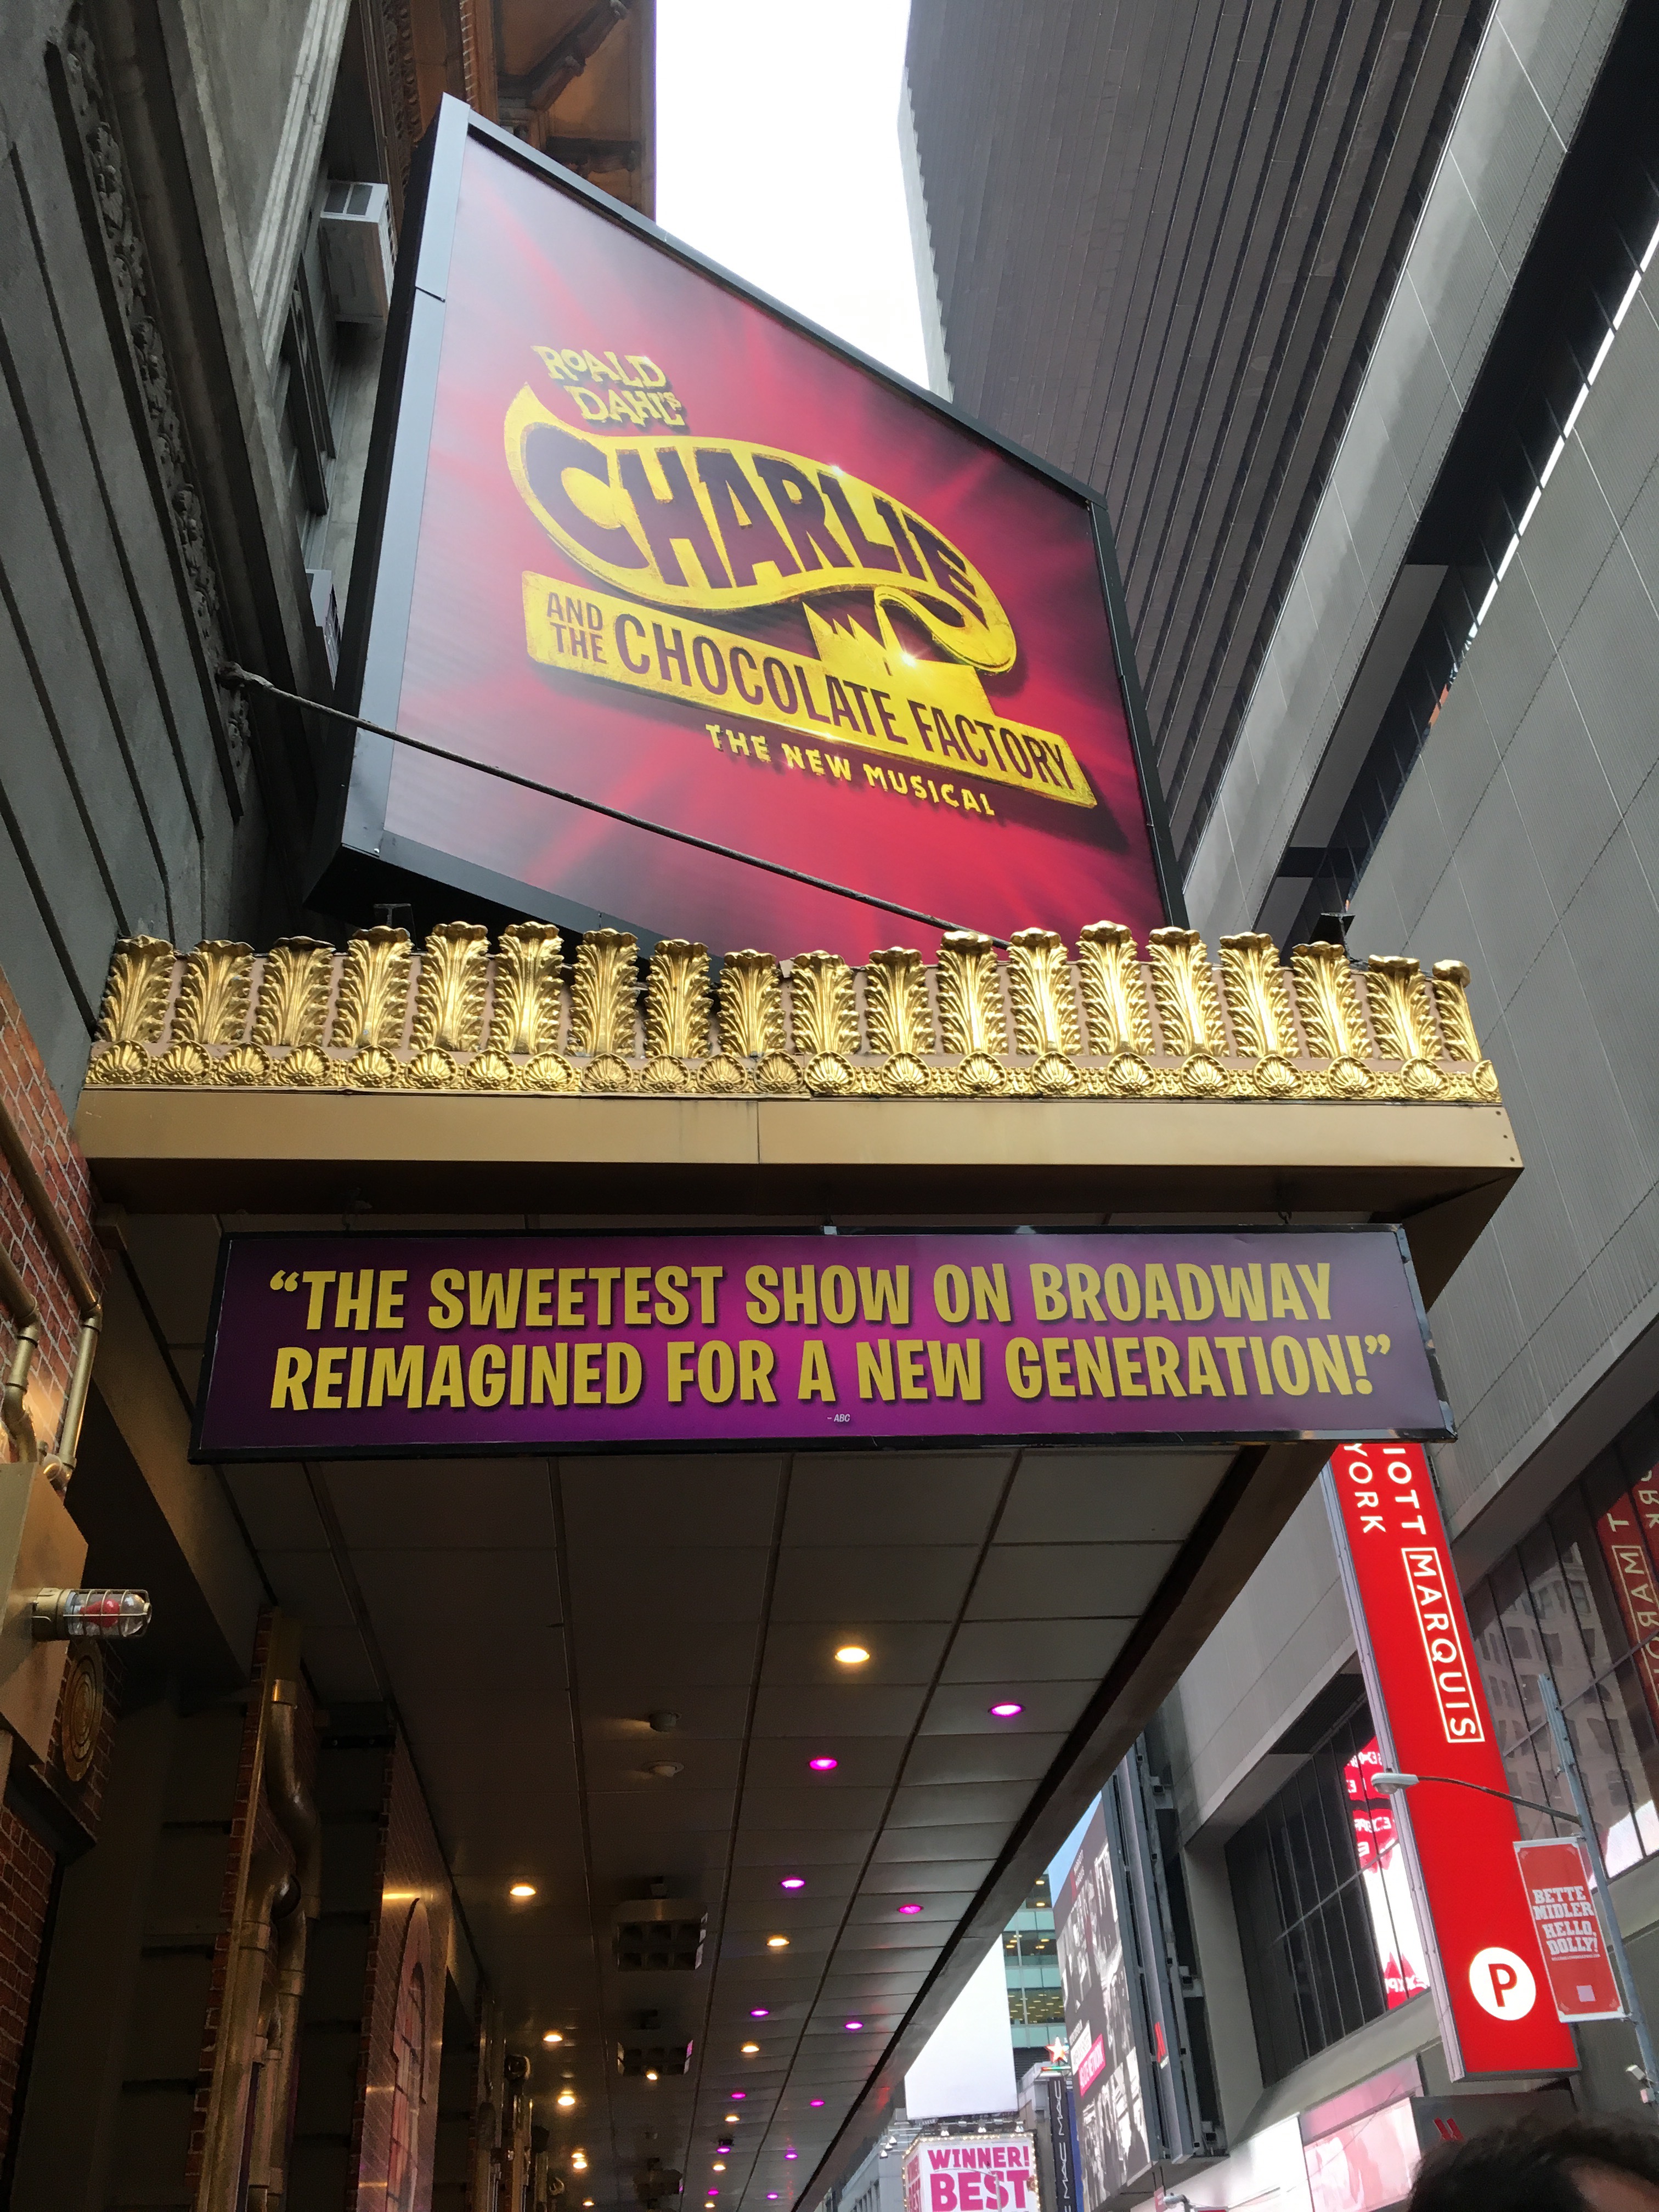 ROALD
DAHL'S
CHARLIE
AND
THE
CHOCOLATE FACTORY
THE NEW MUSICAL
“THE SWEETEST SHOW ON BROADWAY
REIMAGINED FOR A NEW GENERATION!”
– ABC
IOTT MARQUIS
YORK
P
BETTE
MIDLER
HELLO,
DOLLY!
WINNER!
BEST